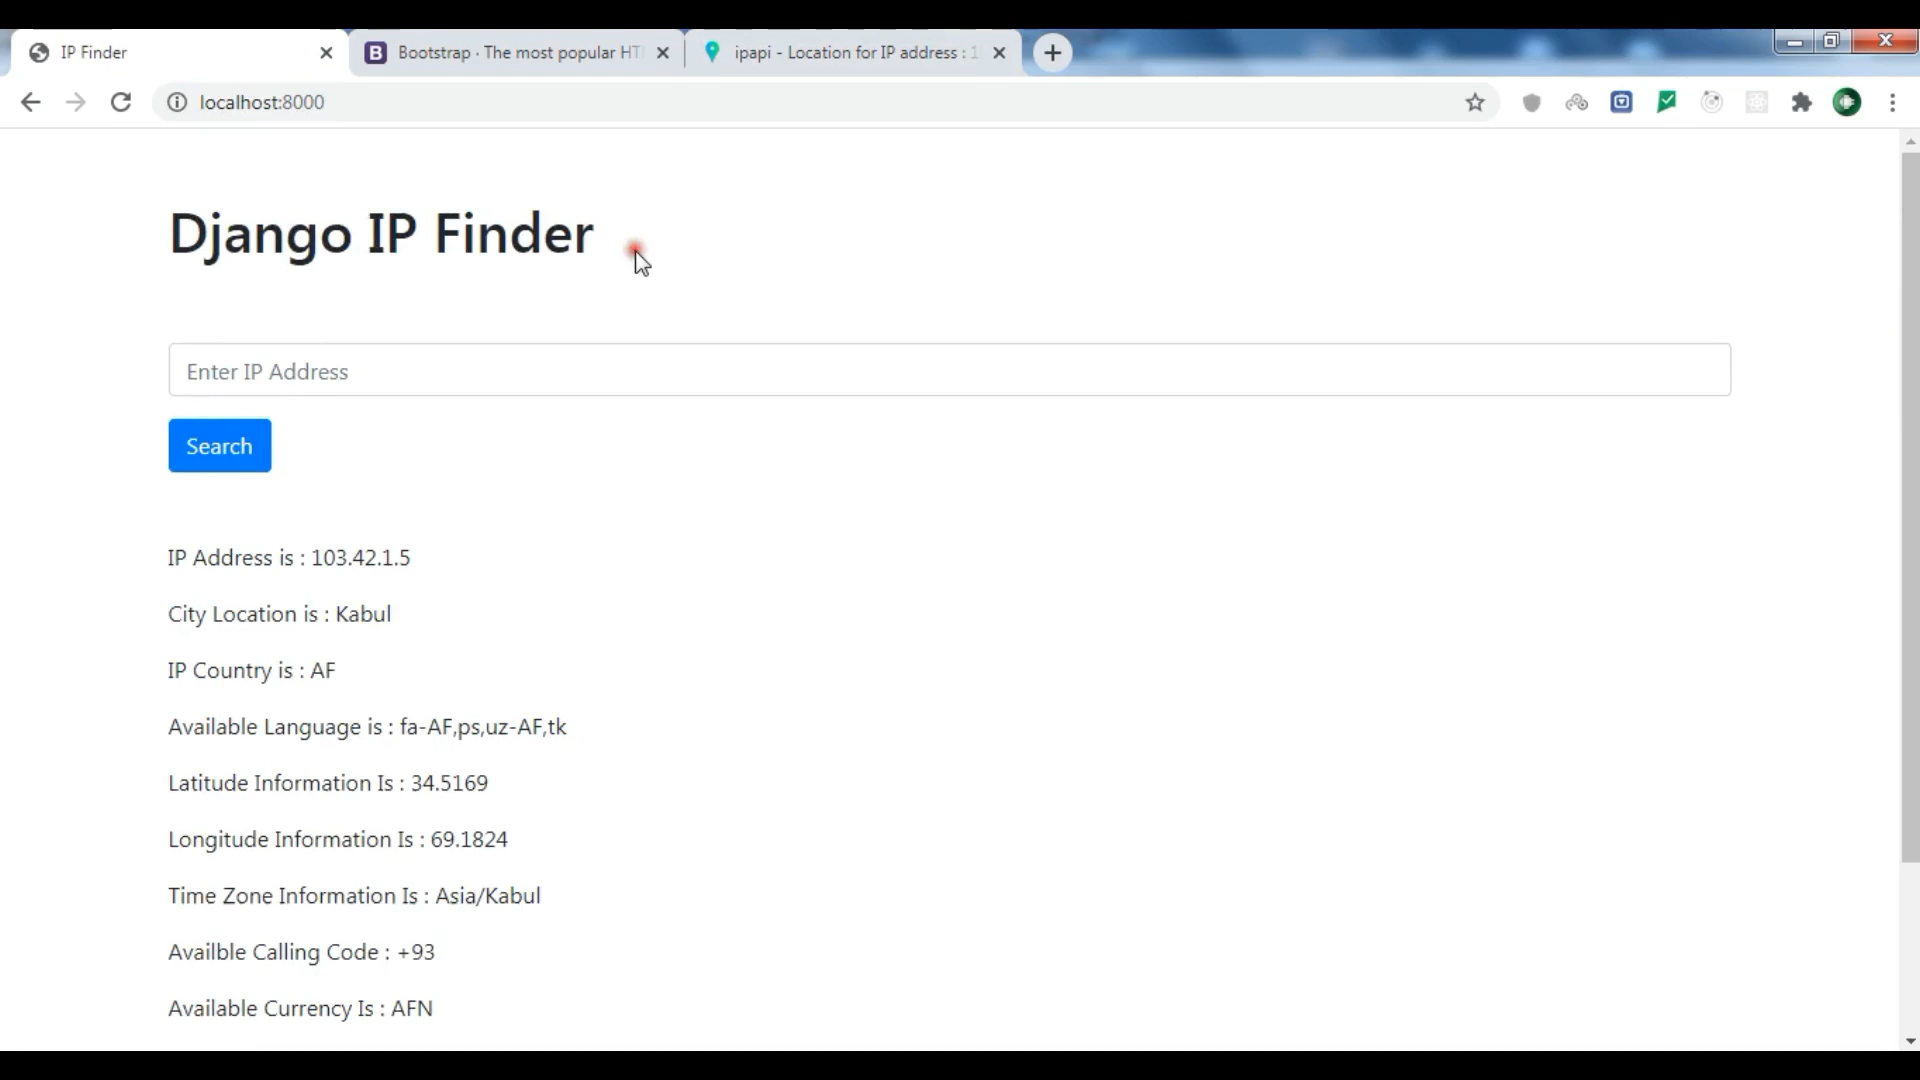 IP Finder
Bootstrap · The most popular HT
ipapi - Location for IP address : 1
localhost:8000
Django IP Finder
Enter IP Address
Search
IP Address is : 103.42.1.5
City Location is : Kabul
IP Country is : AF
Available Language is : fa-AF,ps,uz-AF,tk
Latitude Information Is : 34.5169
Longitude Information Is : 69.1824
Time Zone Information Is : Asia/Kabul
Availble Calling Code : +93
Available Currency Is : AFN